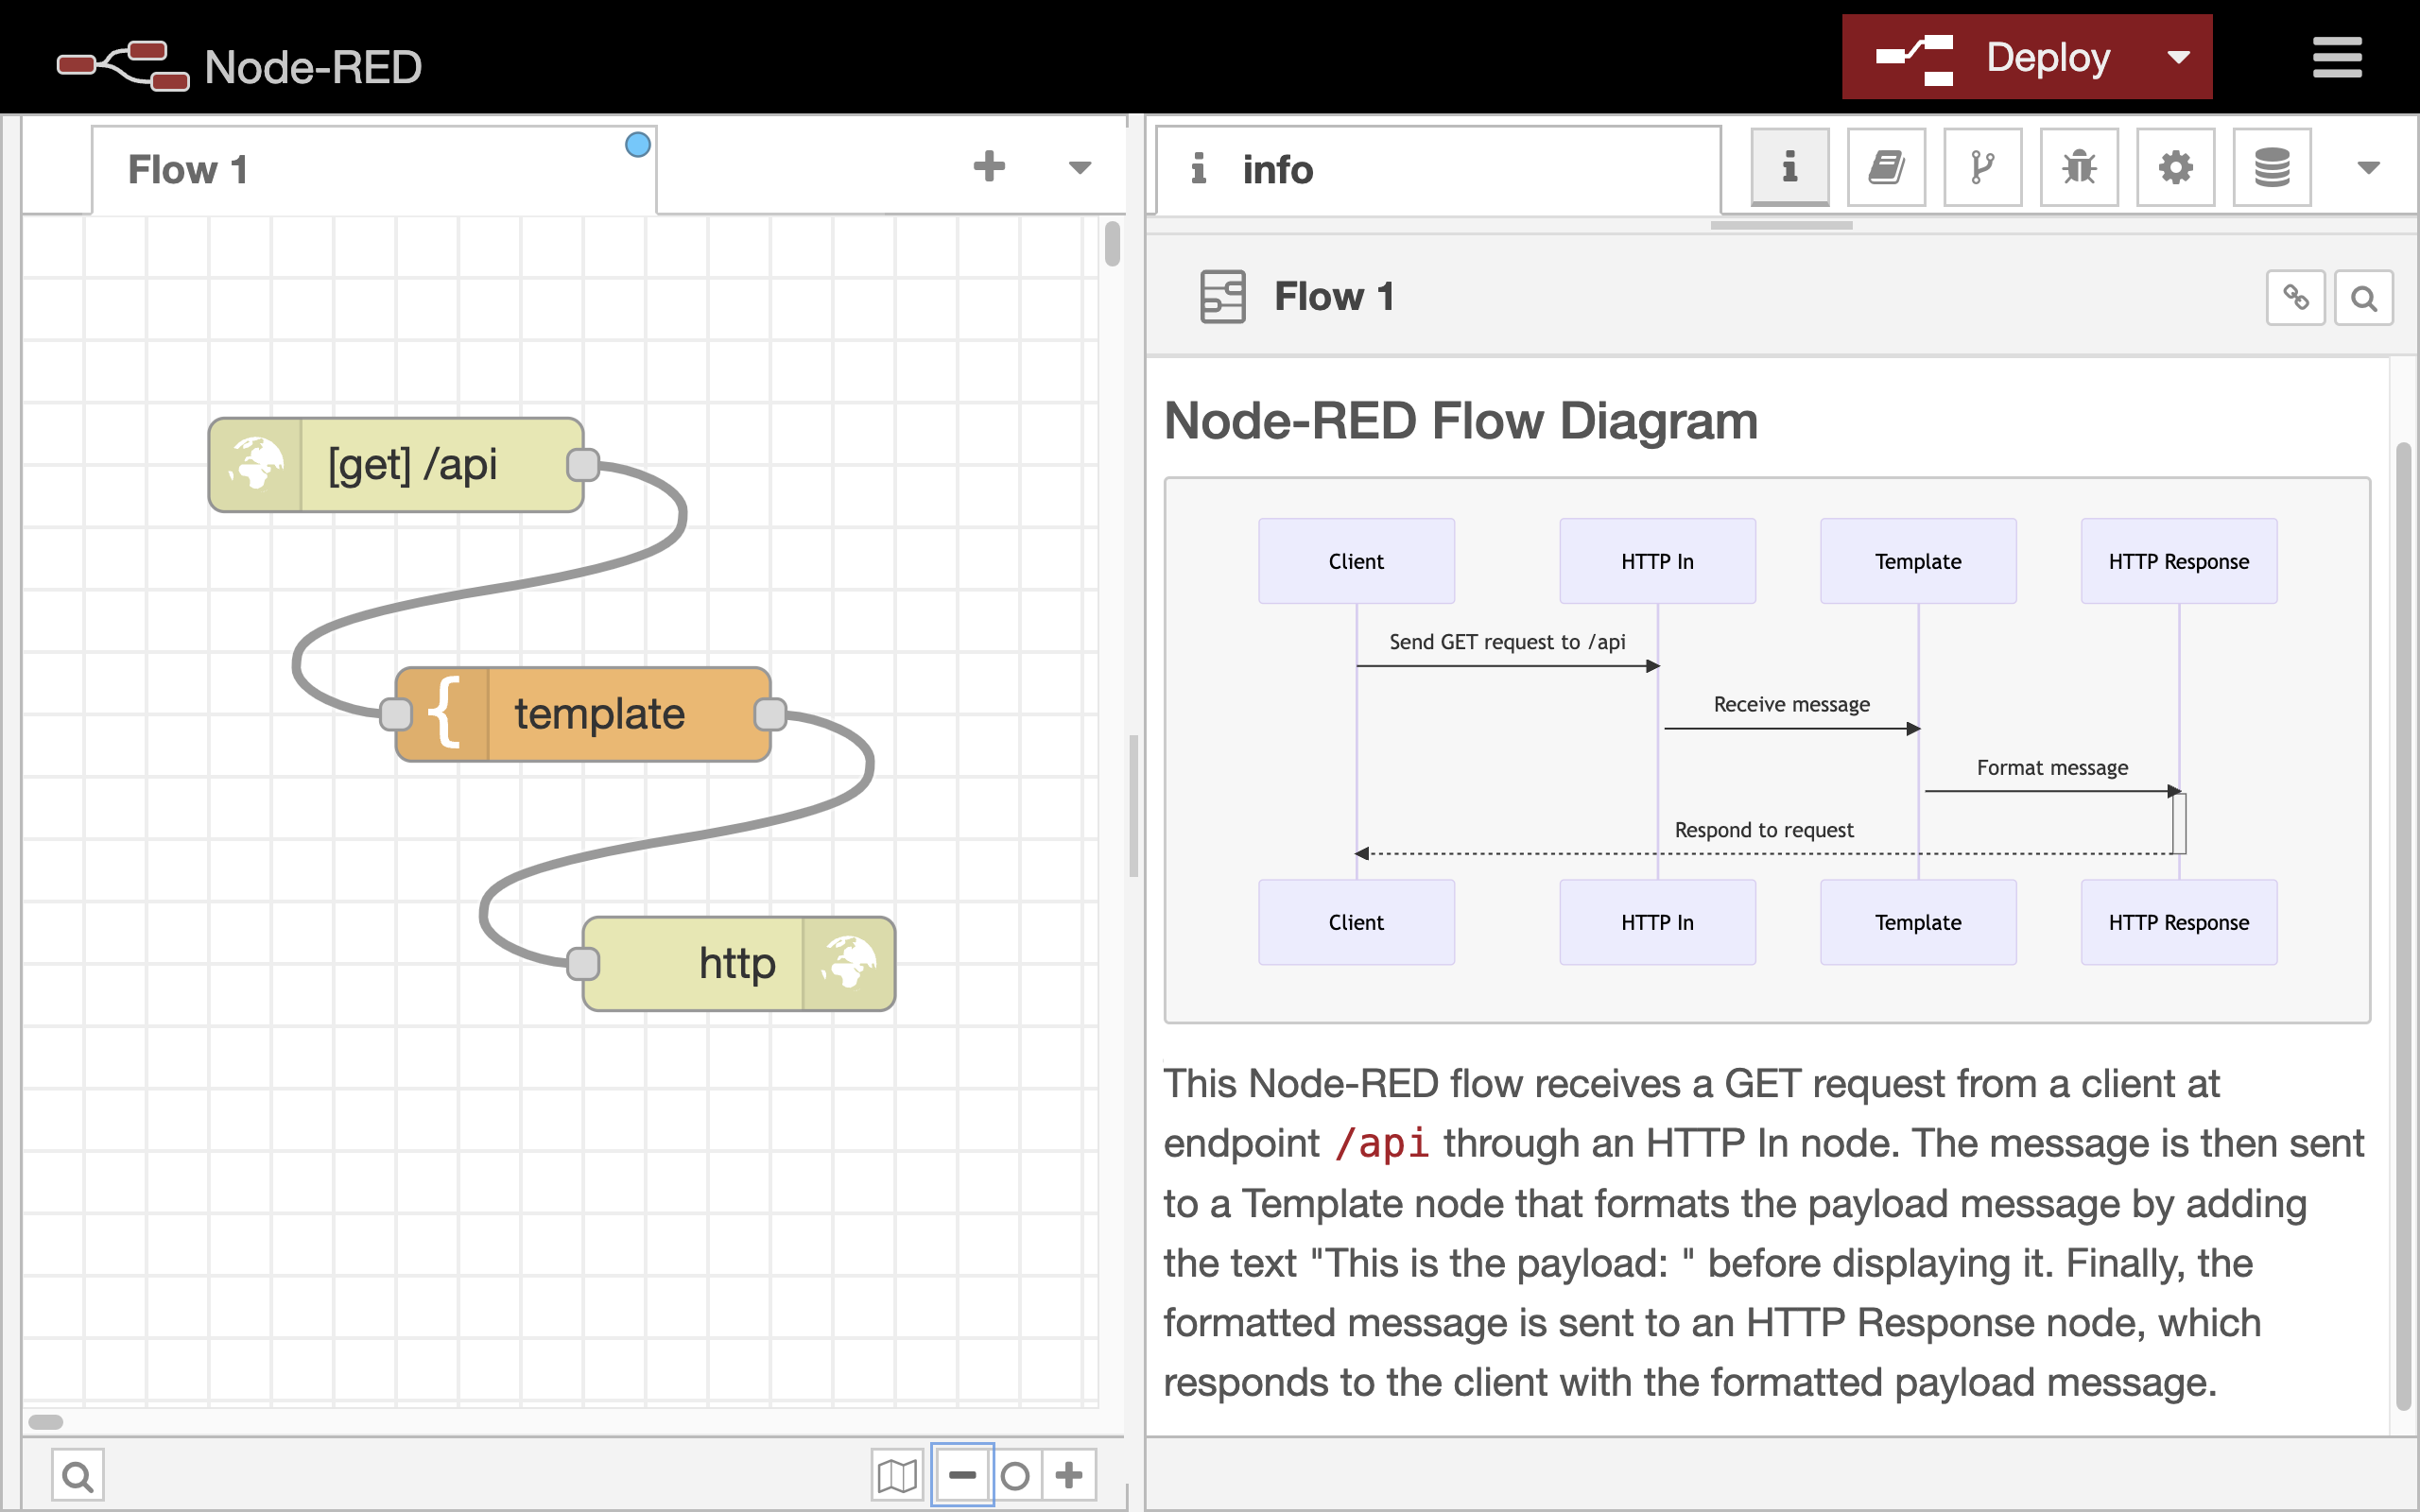 Node-RED
Deploy
Flow 1
info
Flow 1
[get] /api
template
http
Node-RED Flow Diagram
Client
HTTP In
Template
HTTP Response
Send GET request to /api
Receive message
Format message
Respond to request
Client
HTTP In
Template
HTTP Response
This Node-RED flow receives a GET request from a client at
endpoint /api through an HTTP In node. The message is then sent
to a Template node that formats the payload message by adding
the text "This is the payload: " before displaying it. Finally, the
formatted message is sent to an HTTP Response node, which
responds to the client with the formatted payload message.